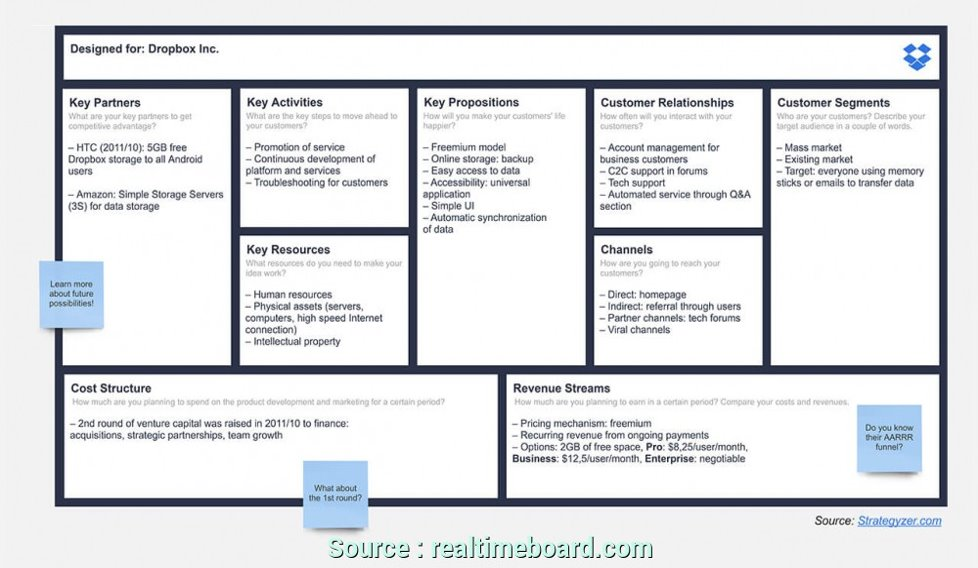 Designed for: Dropbox Inc.
Key Partners
What are your key partners to get
competitive advantage?
– HTC (2011/10): 5GB free
Dropbox storage to all Android
users
– Amazon: Simple Storage Servers
(3S) for data storage
Learn more
about future
possibilities!
Key Activities
What are the key steps to move ahead to
your customers?
– Promotion of service
– Continuous development of
platform and services
– Troubleshooting for customers
Key Resources
What resources do you need to make your
idea work?
– Human resources
– Physical assets (servers,
computers, high speed Internet
connection)
– Intellectual property
Key Propositions
How will you make your customers' life
happier?
– Freemium model
– Online storage: backup
– Easy access to data
– Accessibility: universal
application
– Simple UI
– Automatic synchronization
of data
Customer Relationships
How often will you interact with your
customers?
– Account management for
business customers
– C2C support in forums
– Tech support
– Automated service through Q&A
section
Channels
How are you going to reach your
customers?
– Direct: homepage
– Indirect: referral through users
– Partner channels: tech forums
– Viral channels
Customer Segments
Who are your customers? Describe your
target audience in a couple of words.
– Mass market
– Existing market
– Target: everyone using memory
sticks or emails to transfer data
Cost Structure
How much are you planning to spend on the product development and marketing for a certain period?
– 2nd round of venture capital was raised in 2011/10 to finance:
acquisitions, strategic partnerships, team growth
What about
the 1st round?
Revenue Streams
How much are you planning to earn in a certain period? Compare your costs and revenues.
– Pricing mechanism: freemium
– Recurring revenue from ongoing payments
– Options: 2GB of free space, Pro: $8,25/user/month,
Business: $12,5/user/month, Enterprise: negotiable
Do you know
their AARRR
funnel?
Source: Strategyzer.com
Source : realtimeboard.com